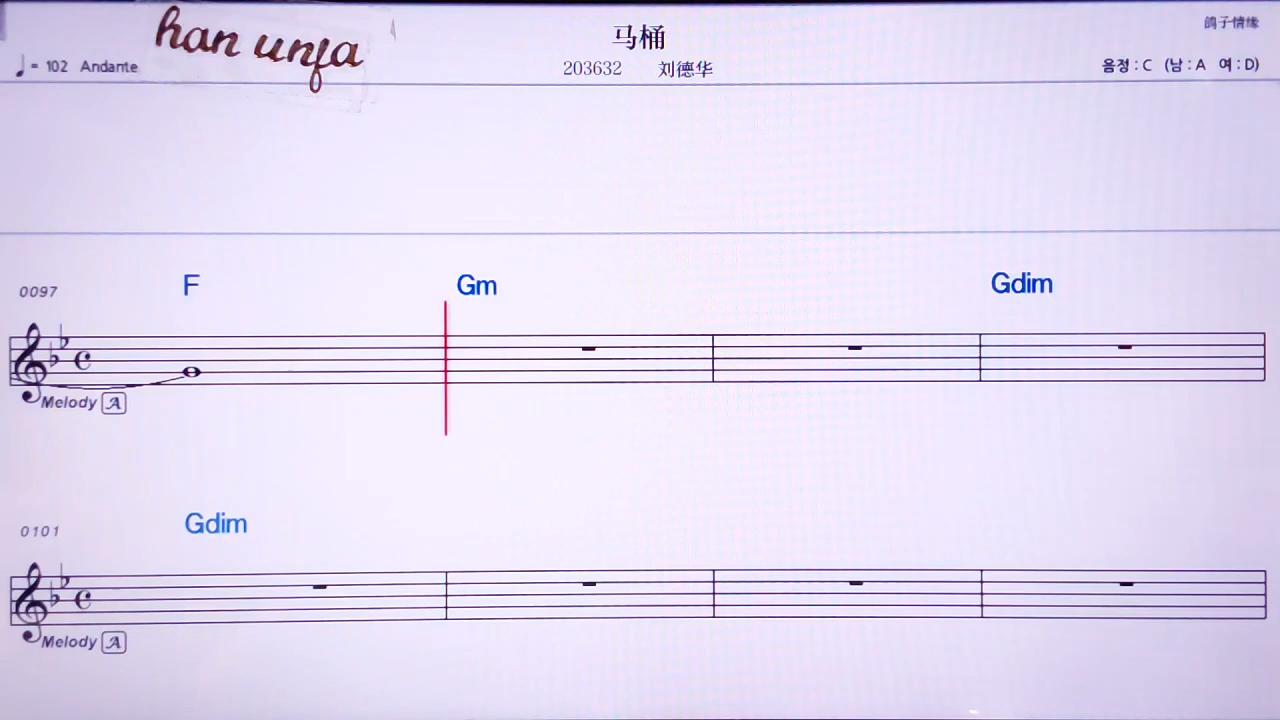 han unfa
马桶
鸽子情缘
♩= 102 Andante
203632 刘德华
음정 : C (남 : A 여 : D)
0097 F Gm Gdim
Melody A
0101 Gdim
Melody A